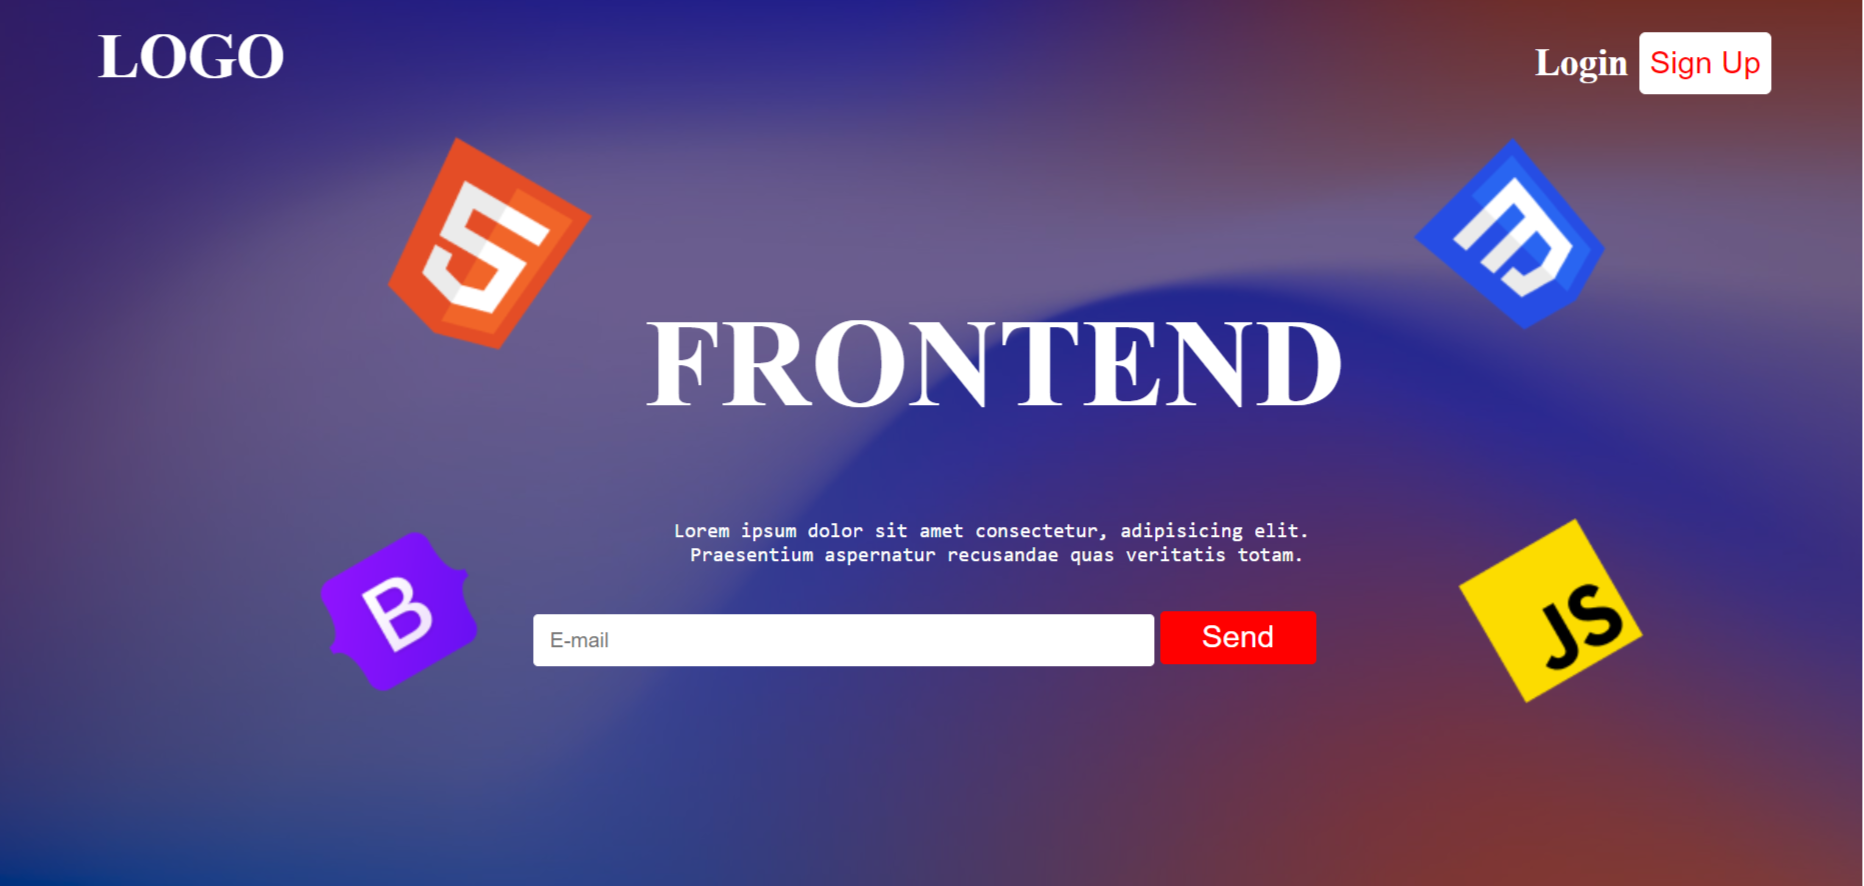 LOGO
Login
Sign Up
5
3
FRONTEND
Lorem ipsum dolor sit amet consectetur, adipisicing elit.
Praesentium aspernatur recusandae quas veritatis totam.
B
JS
E-mail
Send